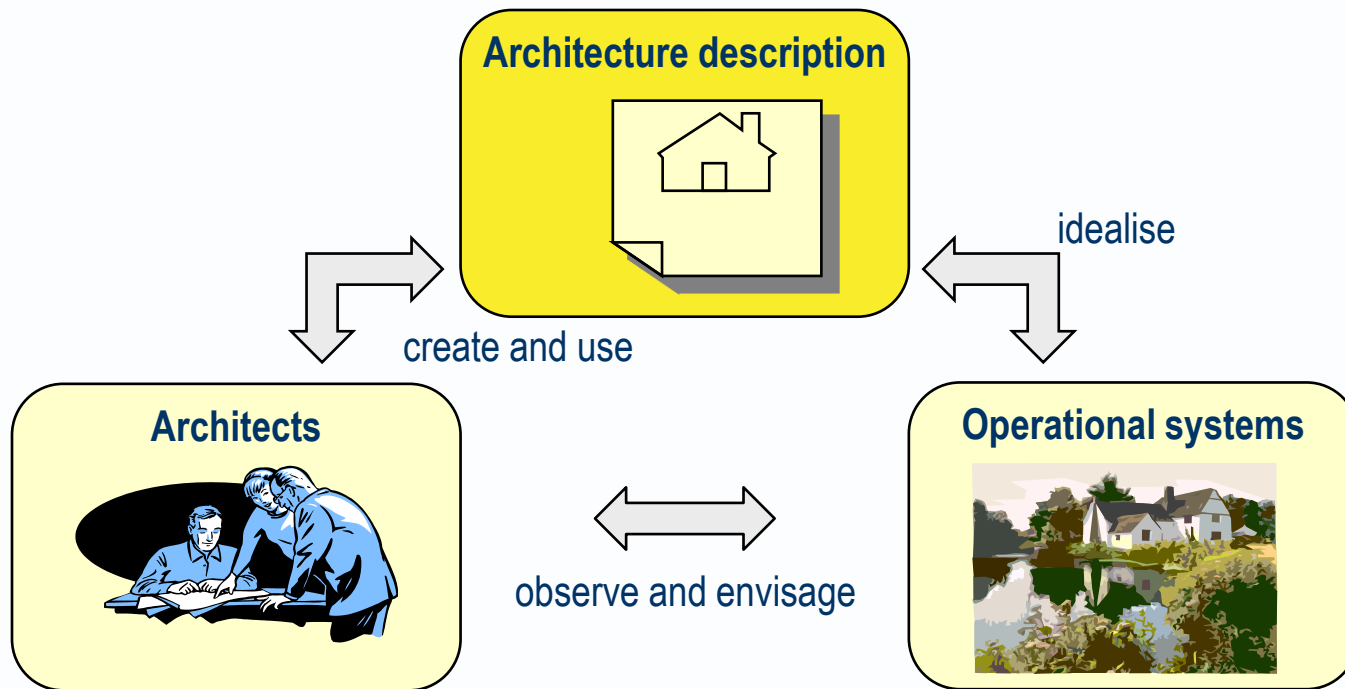 Architecture description
idealise
create and use
Architects
Operational systems
observe and envisage